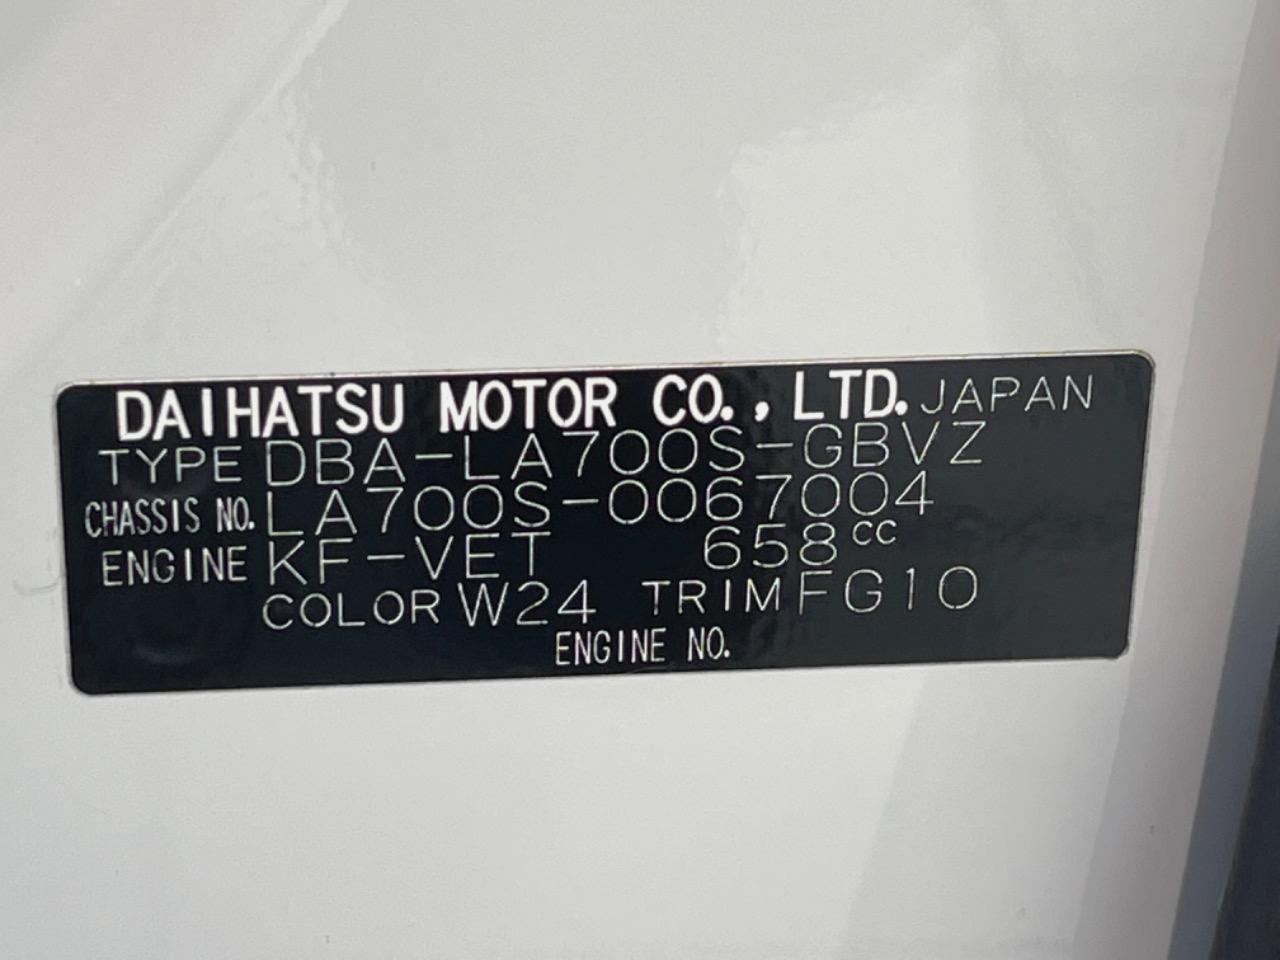 DAIHATSU MOTOR CO., LTD. JAPAN
TYPE DBA-LA700S-GBVZ
CHASSIS NO. LA700S-0067004
ENGINE KF-VET 658cc
COLOR W24 TRIM FG10
ENGINE NO.